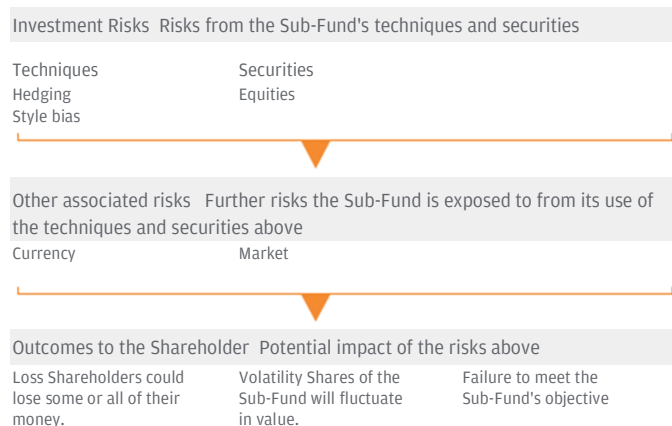 Investment Risks Risks from the Sub-Fund's techniques and securities
Techniques Securities
Hedging Equities
Style bias
Other associated risks Further risks the Sub-Fund is exposed to from its use of
the techniques and securities above
Currency Market
Outcomes to the Shareholder Potential impact of the risks above
Loss Shareholders could
lose some or all of their
money.
Volatility Shares of the
Sub-Fund will fluctuate
in value.
Failure to meet the
Sub-Fund's objective